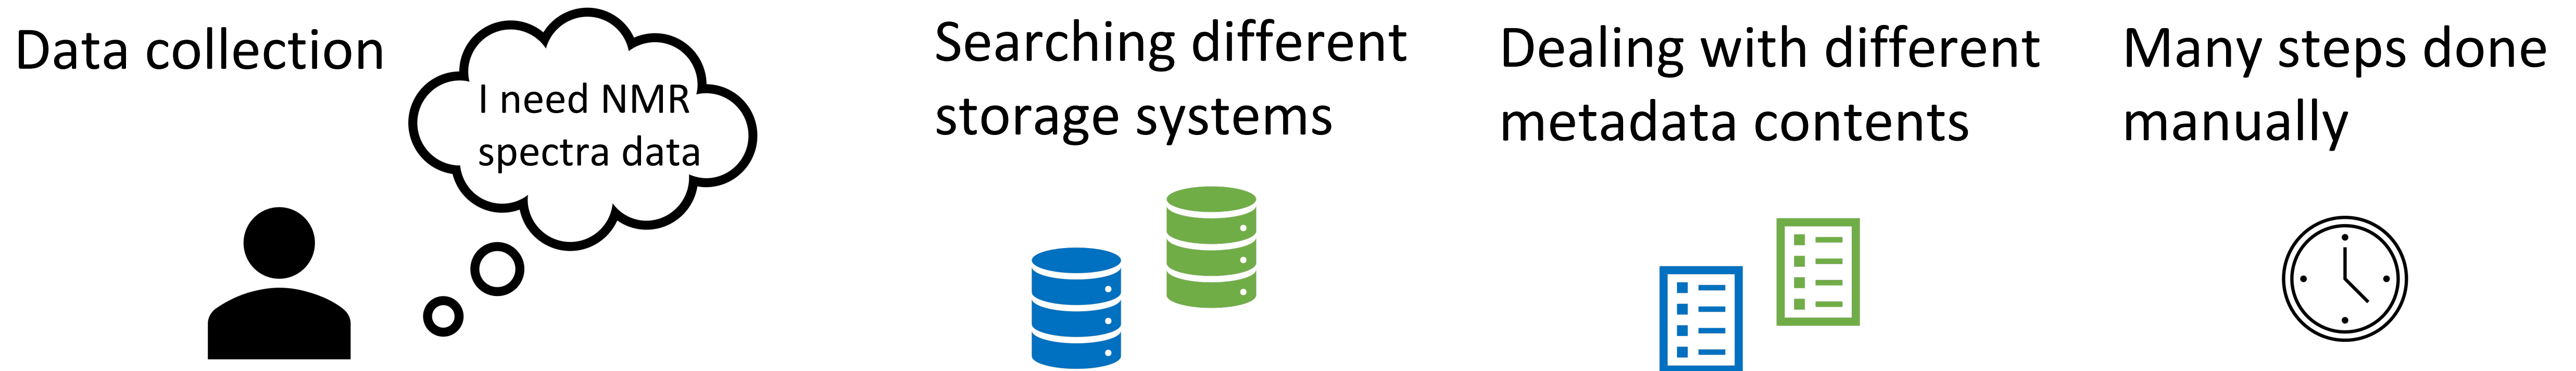 Data collection
I need NMR
spectra data
Searching different
storage systems
Dealing with different
metadata contents
Many steps done
manually